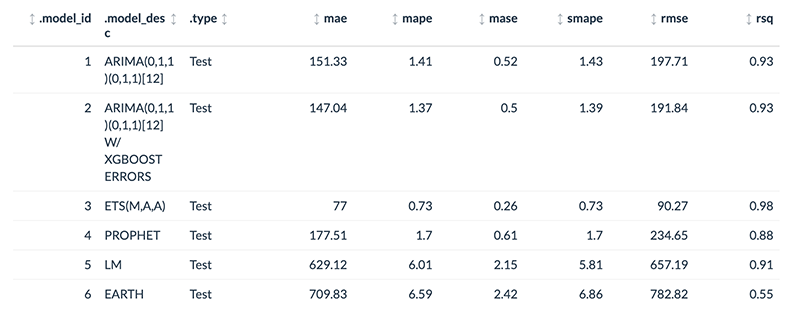 .model_id .model_des
c .type mae mape mase smape rmse rsq
1 ARIMA(0,1,1 Test 151.33 1.41 0.52 1.43 197.71 0.93
)(0,1,1)[12]
2 ARIMA(0,1,1 Test 147.04 1.37 0.5 1.39 191.84 0.93
)(0,1,1)[12]
W/
XGBOOST
ERRORS
3 ETS(M,A,A) Test 77 0.73 0.26 0.73 90.27 0.98
4 PROPHET Test 177.51 1.7 0.61 1.7 234.65 0.88
5 LM Test 629.12 6.01 2.15 5.81 657.19 0.91
6 EARTH Test 709.83 6.59 2.42 6.86 782.82 0.55